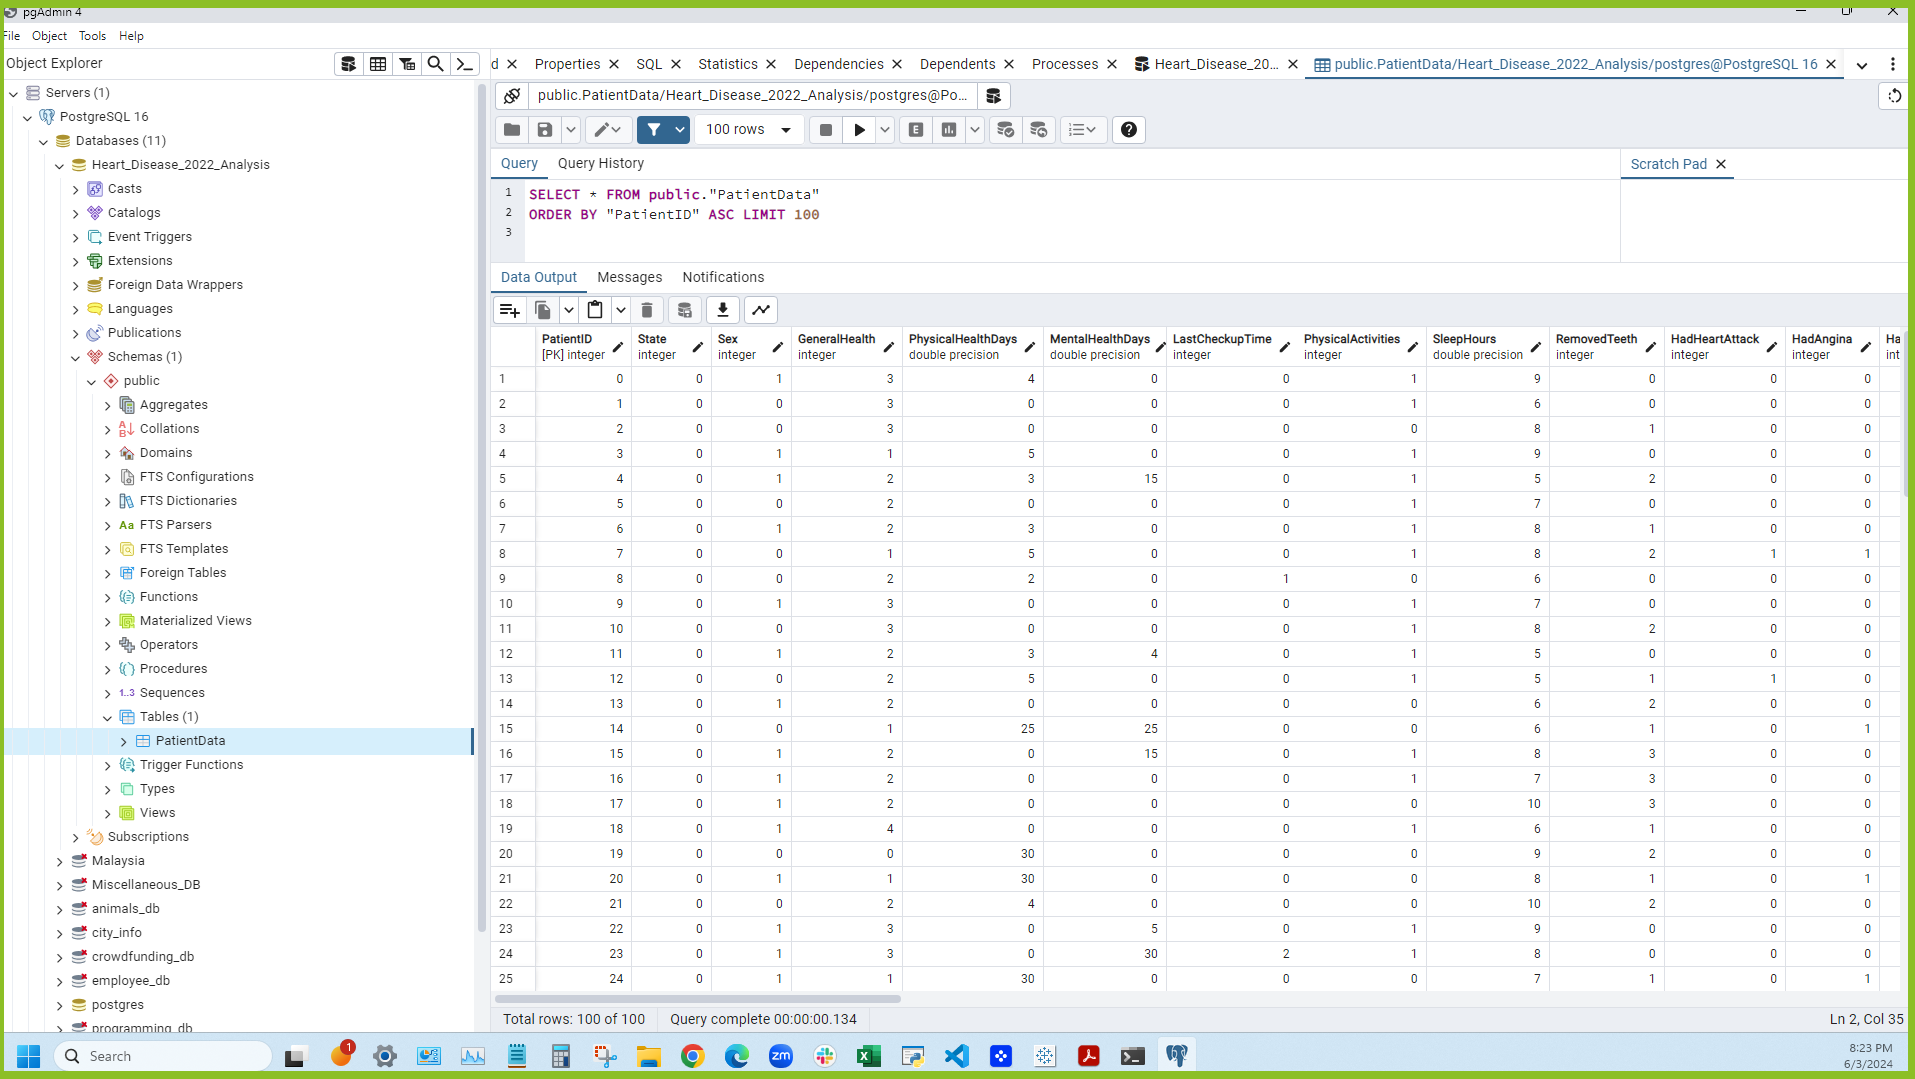 pgAdmin 4
File Object Tools Help
Object Explorer
d Properties SQL Statistics Dependencies Dependents Processes Heart_Disease_20... public.PatientData/Heart_Disease_2022_Analysis/postgres@PostgreSQL 16
public.PatientData/Heart_Disease_2022_Analysis/postgres@Po...
100 rows E
Query Query History Scratch Pad
1 SELECT * FROM public."PatientData"
2 ORDER BY "PatientID" ASC LIMIT 100
3
Data Output Messages Notifications
Servers (1)
PostgreSQL 16
Databases (11)
Heart_Disease_2022_Analysis
Casts
Catalogs
Event Triggers
Extensions
Foreign Data Wrappers
Languages
Publications
Schemas (1)
public
Aggregates
Collations
Domains
FTS Configurations
FTS Dictionaries
Aa FTS Parsers
FTS Templates
Foreign Tables
Functions
Materialized Views
Operators
Procedures
1..3 Sequences
Tables (1)
PatientData
Trigger Functions
Types
Views
Subscriptions
Malaysia
Miscellaneous_DB
animals_db
city_info
crowdfunding_db
employee_db
postgres
programming_db
PatientID State Sex GeneralHealth PhysicalHealthDays MentalHealthDays LastCheckupTime PhysicalActivities SleepHours RemovedTeeth HadHeartAttack HadAngina Ha
[PK] integer integer integer integer double precision double precision integer integer double precision integer integer integer int
1 0 0 1 3 4 0 0 1 9 0 0 0
2 1 0 0 3 0 0 0 1 6 0 0 0
3 2 0 0 3 0 0 0 0 8 1 0 0
4 3 0 1 1 5 0 0 1 9 0 0 0
5 4 0 1 2 3 15 0 1 5 2 0 0
6 5 0 0 2 0 0 0 1 7 0 0 0
7 6 0 1 2 3 0 0 1 8 1 0 0
8 7 0 0 1 5 0 0 1 8 2 1 1
9 8 0 0 2 2 0 1 0 6 0 0 0
10 9 0 1 3 0 0 0 1 7 0 0 0
11 10 0 0 3 0 0 0 1 8 2 0 0
12 11 0 1 2 3 4 0 1 5 0 0 0
13 12 0 0 2 5 0 0 1 5 1 1 0
14 13 0 1 2 0 0 0 0 6 2 0 0
15 14 0 0 1 25 25 0 0 6 1 0 1
16 15 0 1 2 0 15 0 1 8 3 0 0
17 16 0 1 2 0 0 0 1 7 3 0 0
18 17 0 1 2 0 0 0 0 10 3 0 0
19 18 0 1 4 0 0 0 1 6 1 0 0
20 19 0 0 0 30 0 0 0 9 2 0 0
21 20 0 1 1 30 0 0 0 8 1 0 1
22 21 0 0 2 4 0 0 0 10 2 0 0
23 22 0 1 3 0 5 0 1 9 0 0 0
24 23 0 1 3 0 30 2 1 8 0 0 0
25 24 0 1 1 30 0 0 0 7 1 0 1
Total rows: 100 of 100 Query complete 00:00:00.134 Ln 2, Col 35
Search 1 zm
8:23 PM
6/3/2024